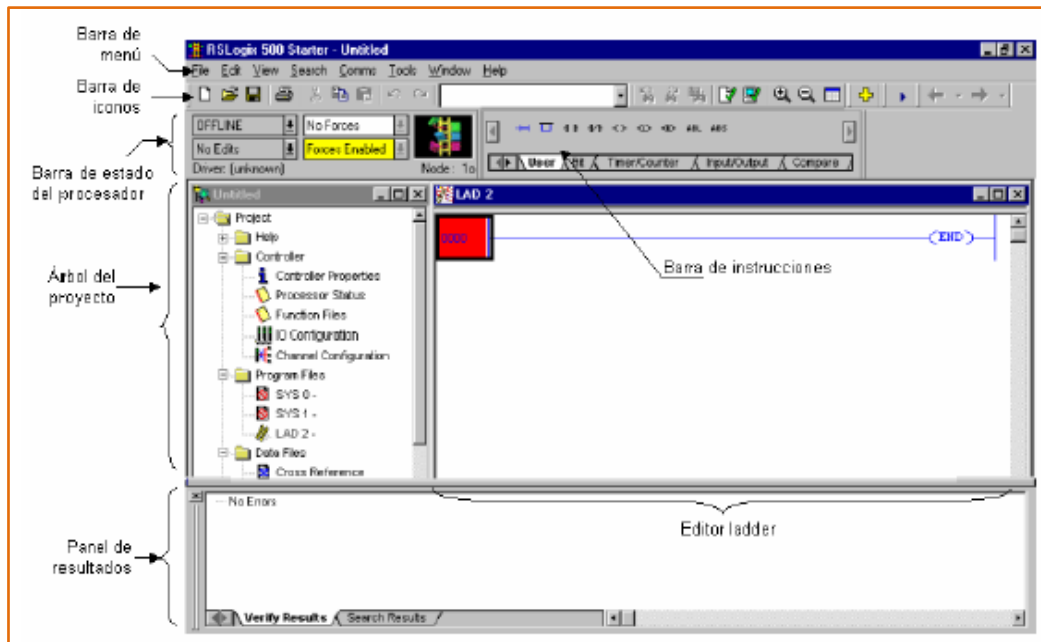 Barra de
menú
Barra de
iconos
Barra de estado
del procesador
Árbol del
proyecto
Panel de
resultados
RSLogix 500 Starter - Untitled
File Edit View Search Comms Tools Window Help
OFFLINE
No Forces
No Edits
Forces Enabled
Driver: (unknown)
Node: 1o
ABL ABS
User Bit Timer/Counter Input/Output Compare
Barra de instrucciones
Untitled
Project
Help
Controller
Controller Properties
Processor Status
Function Files
IO Configuration
Channel Configuration
Program Files
SYS 0 -
SYS 1 -
LAD 2 -
Data Files
Cross Reference
LAD 2
0000
END
Editor ladder
No Errors
Verify Results Search Results